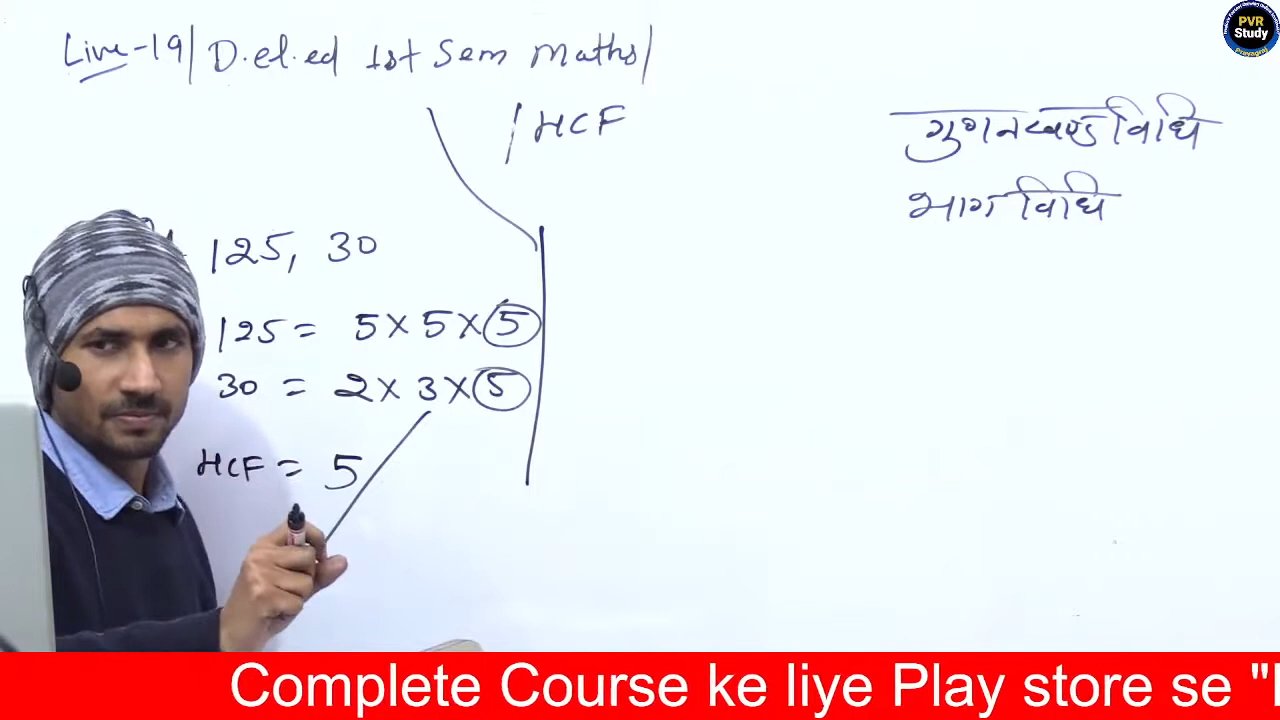 Live-19/ D.el.ed 1st Sem Maths/
/ HCF
गुणनखण्ड विधि
भाग विधि
125, 30
125 = 5 × 5 × 5
30 = 2 × 3 × 5
HCF = 5
PVR
Study
Prayagraj
Complete Course ke liye Play store se "